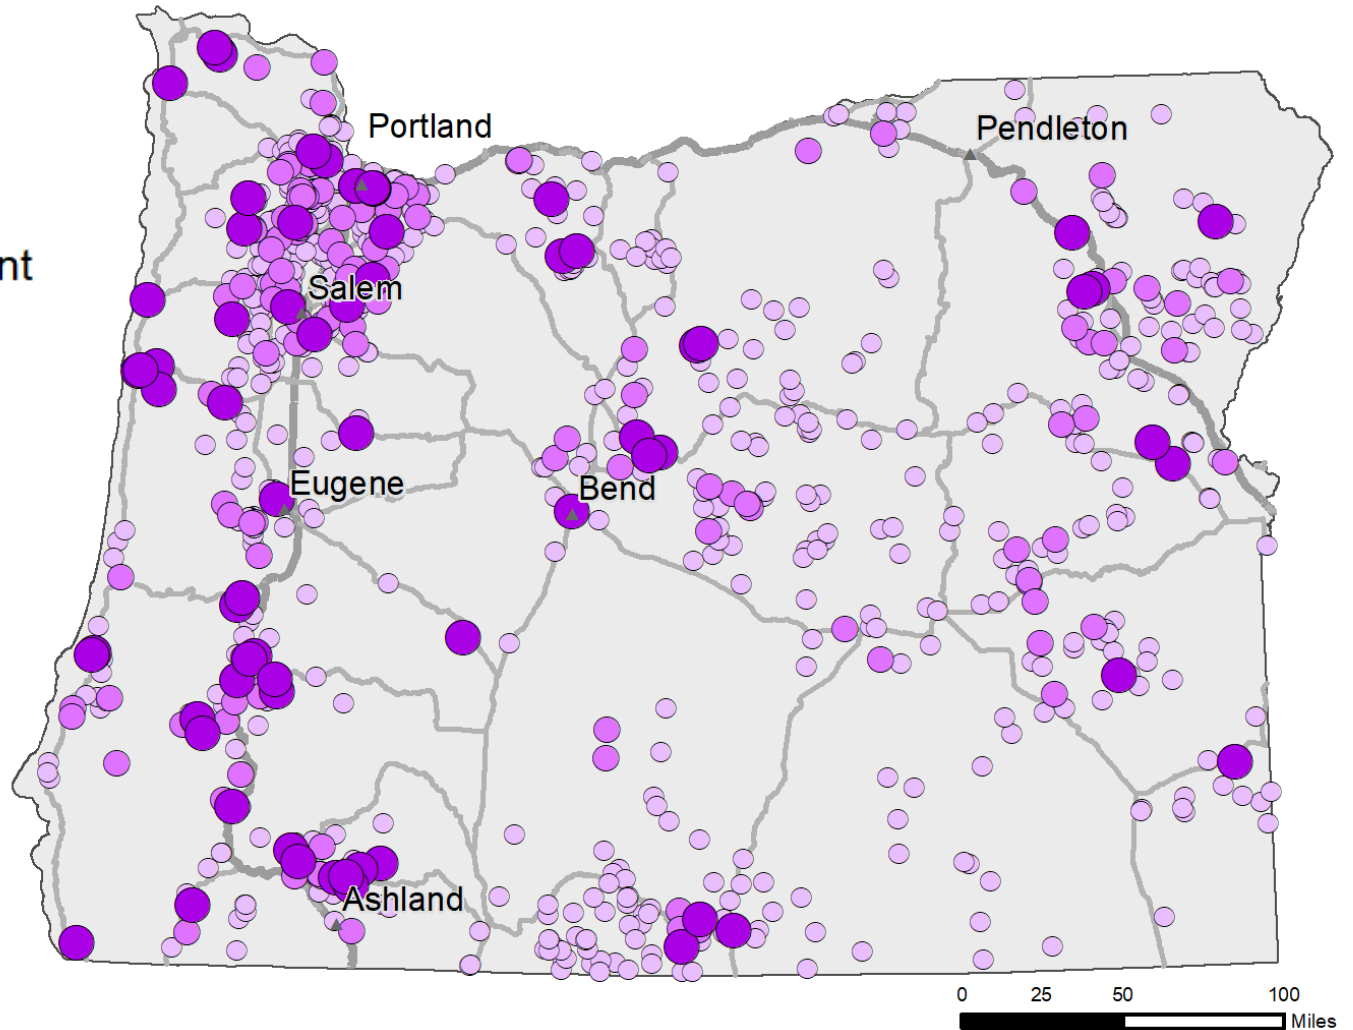 Portland
Pendleton
nt
Salem
Eugene
Bend
Ashland
0 25 50 100
Miles